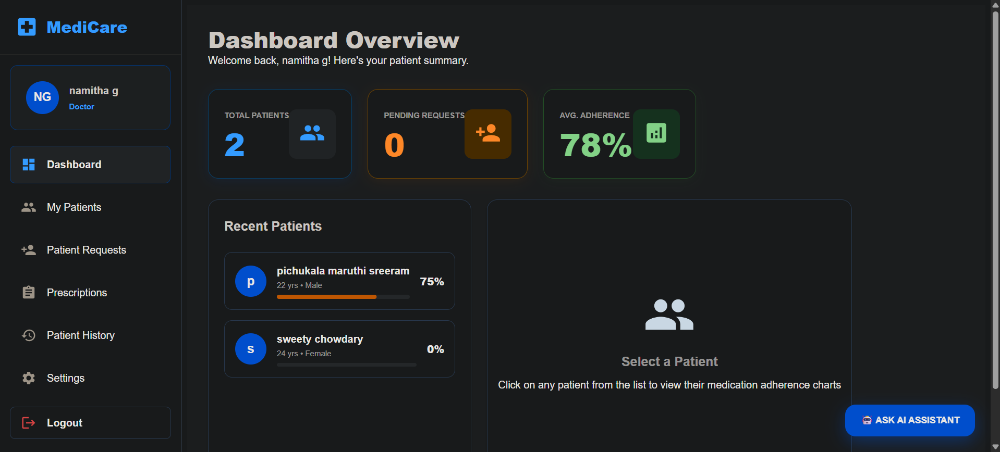 MediCare
NG
namitha g
Doctor
Dashboard
My Patients
Patient Requests
Prescriptions
Patient History
Settings
Logout
Dashboard Overview
Welcome back, namitha g! Here's your patient summary.
TOTAL PATIENTS
2
PENDING REQUESTS
0
AVG. ADHERENCE
78%
Recent Patients
p
pichukala maruthi sreeram
22 yrs • Male
75%
s
sweety chowdary
24 yrs • Female
0%
Select a Patient
Click on any patient from the list to view their medication adherence charts
ASK AI ASSISTANT